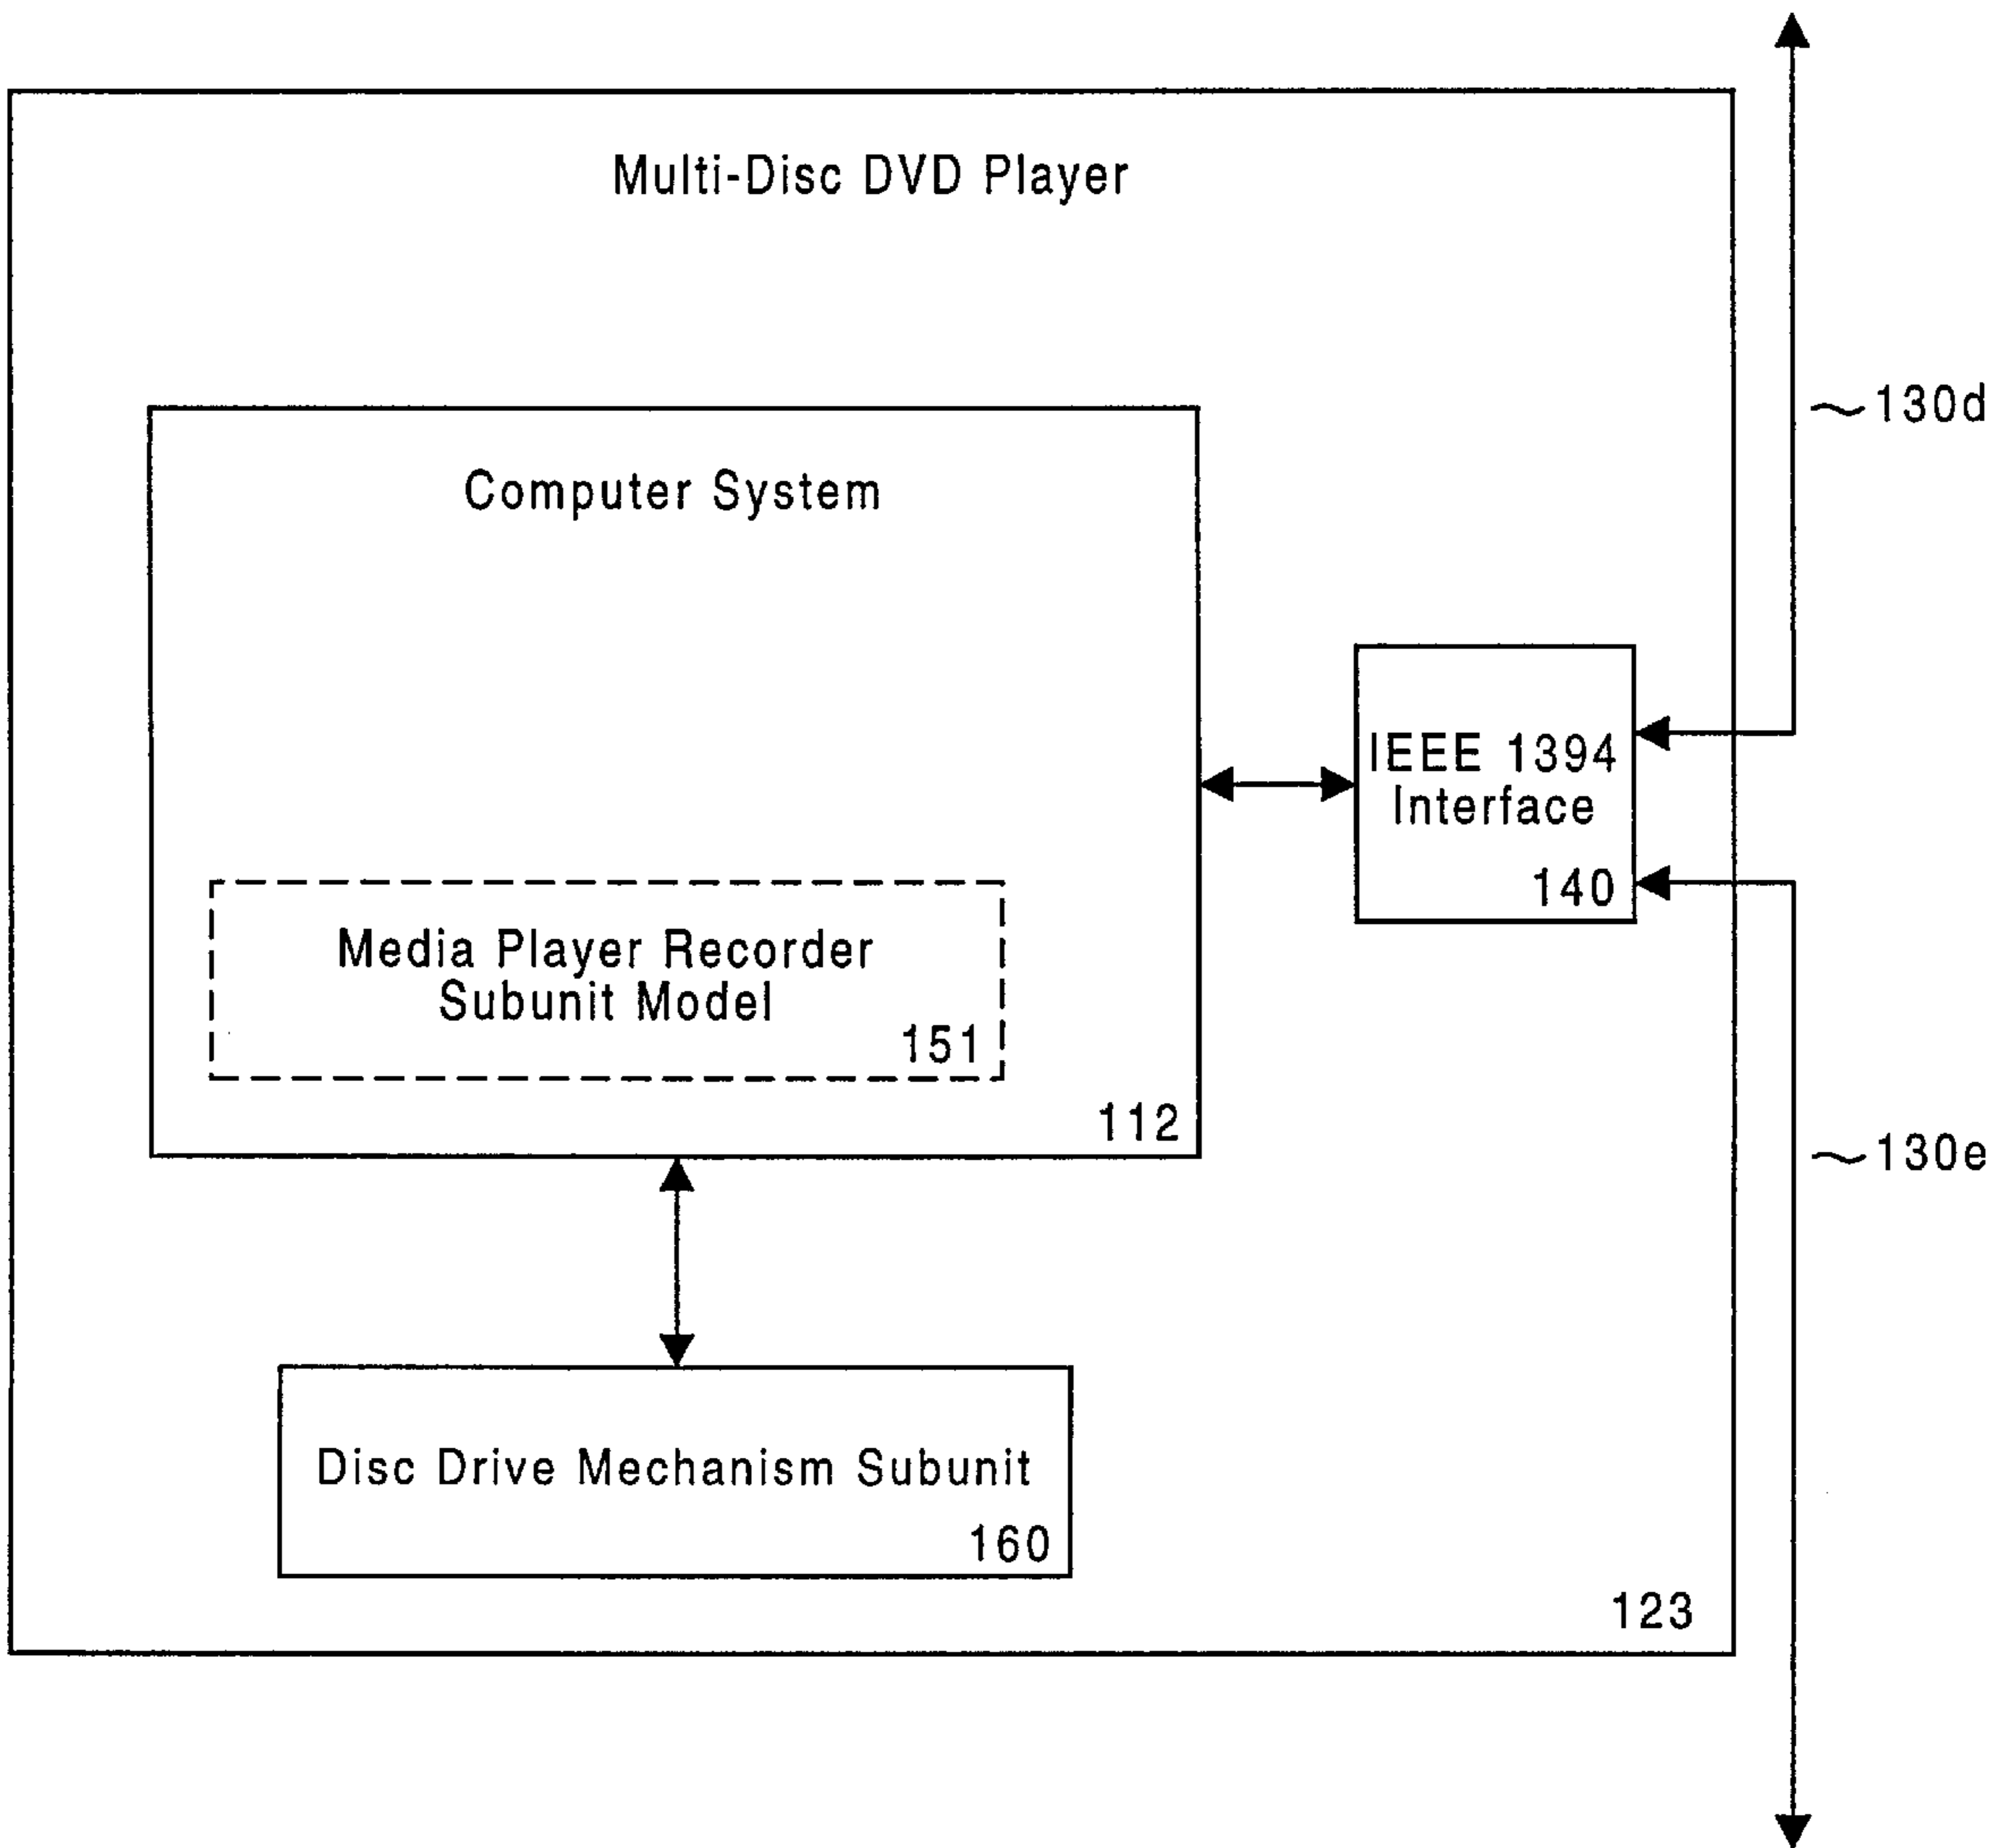 Multi-Disc DVD Player
130d
Computer System
IEEE 1394
Interface
140
Media Player Recorder
Subunit Model
151
112
130e
Disc Drive Mechanism Subunit
160
123